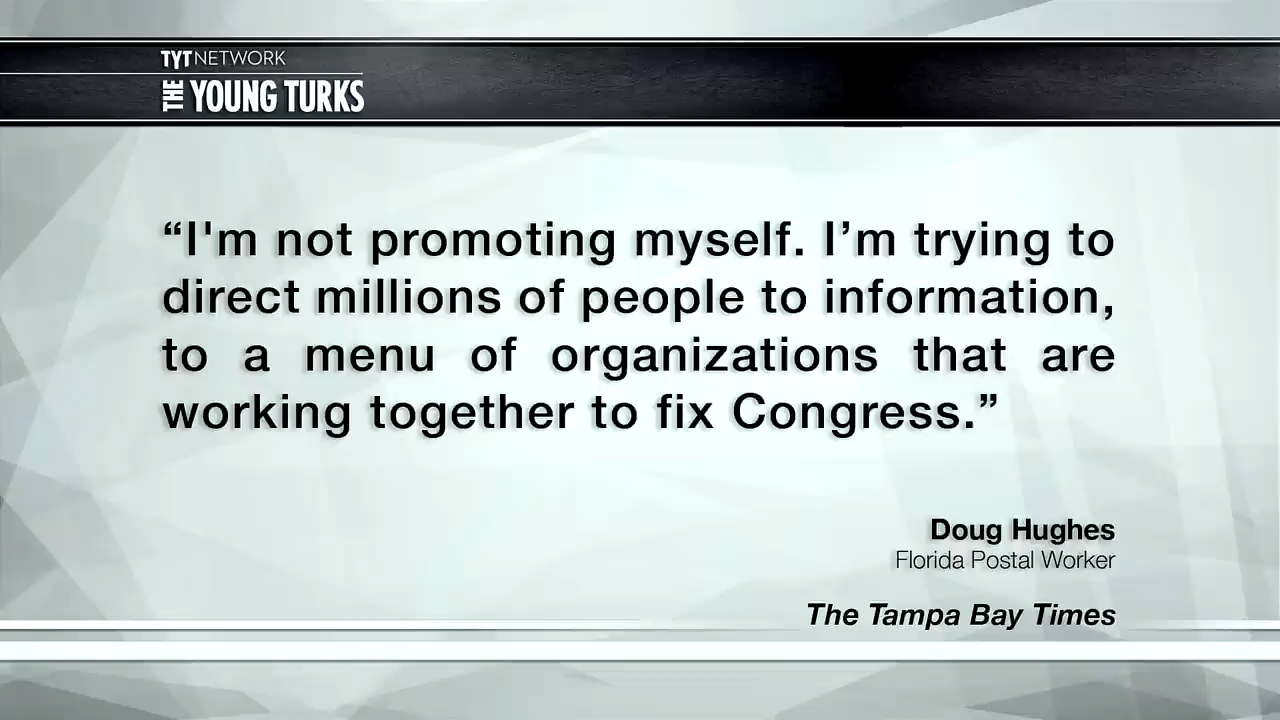 TYT NETWORK
THE YOUNG TURKS
“I'm not promoting myself. I’m trying to
direct millions of people to information,
to a menu of organizations that are
working together to fix Congress.”
Doug Hughes
Florida Postal Worker
The Tampa Bay Times